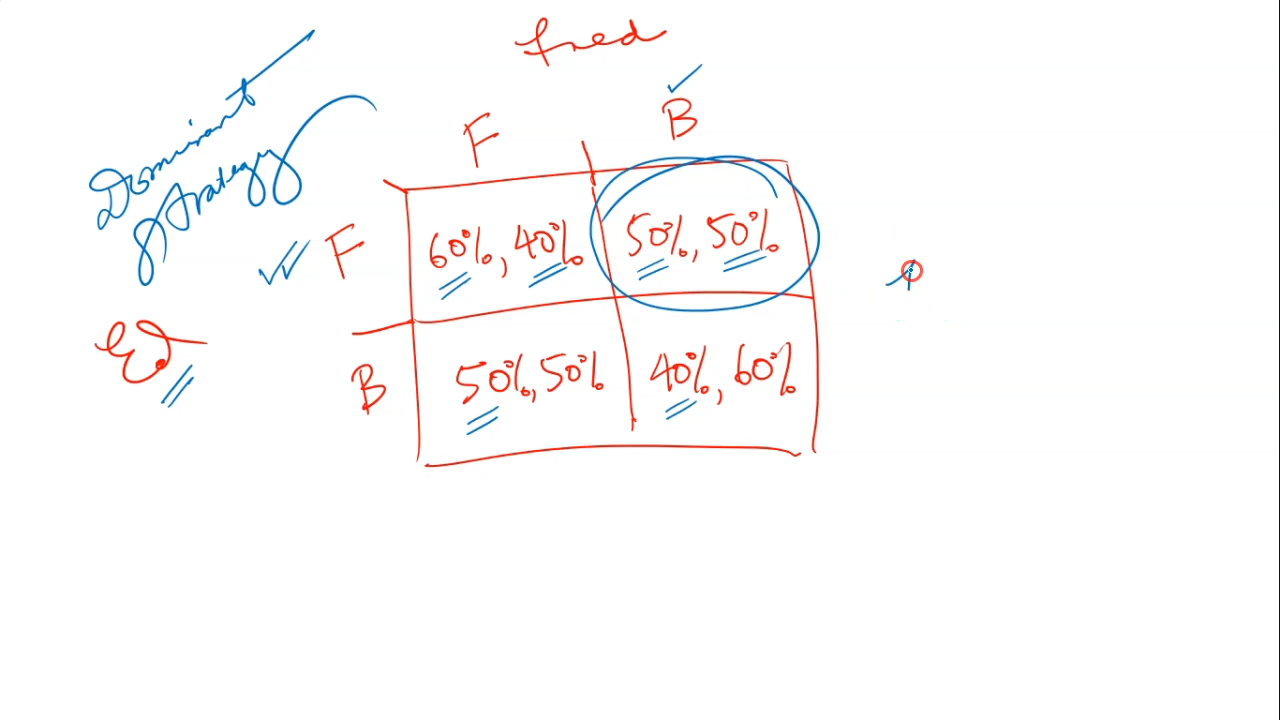 fred
Dominant
strategy
F B
F 60%, 40% 50%, 50%
Ed
B 50%, 50% 40%, 60%